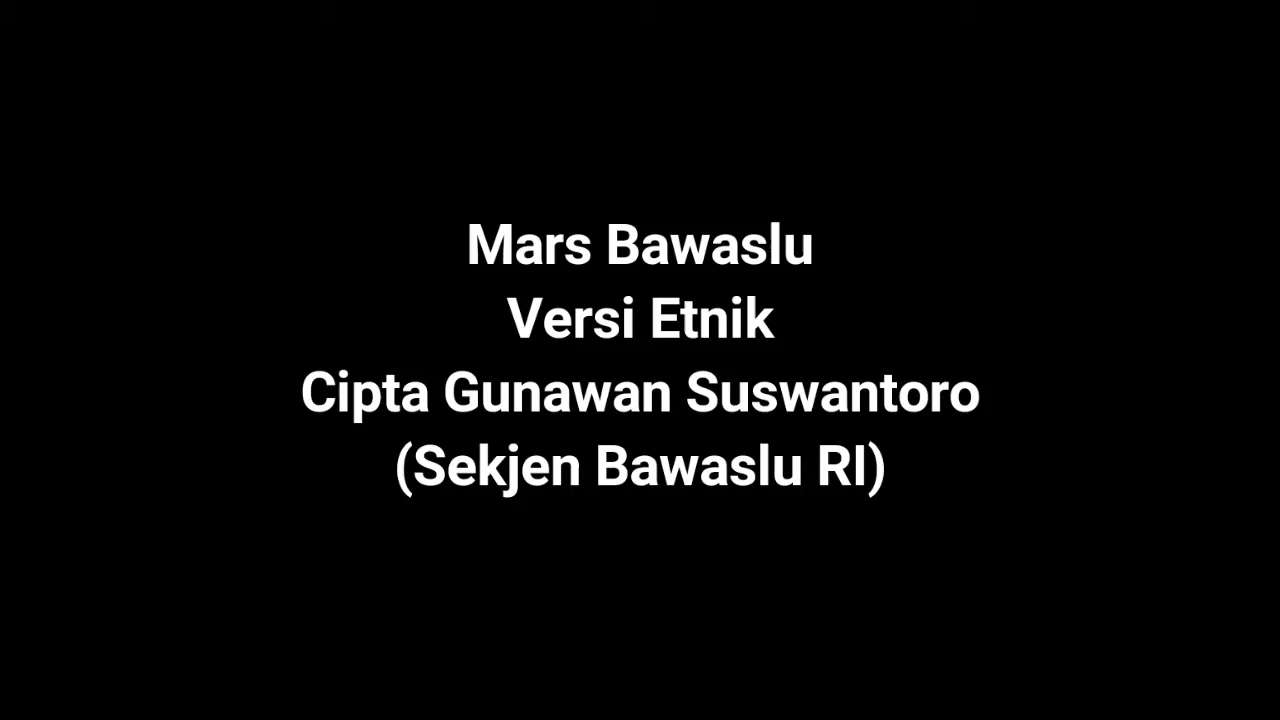 Mars Bawaslu
Versi Etnik
Cipta Gunawan Suswantoro
(Sekjen Bawaslu RI)